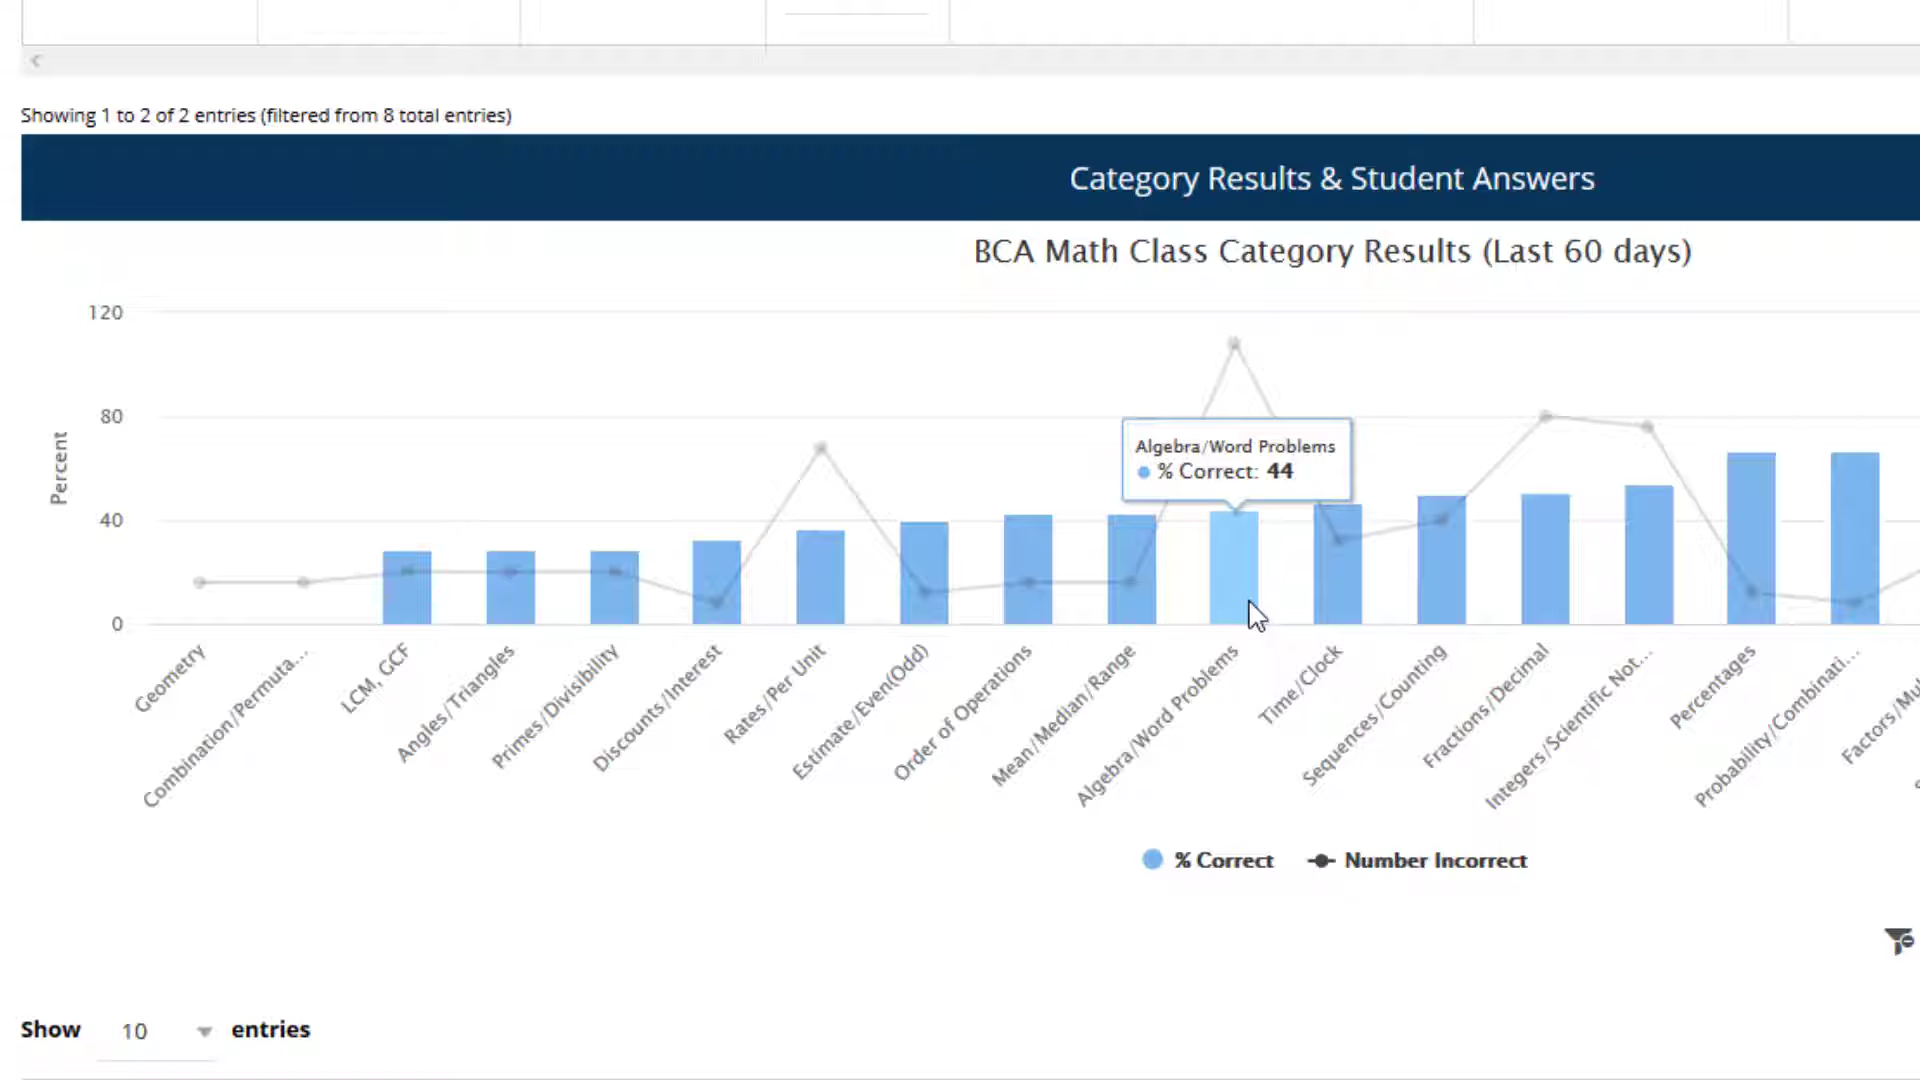 Showing 1 to 2 of 2 entries (filtered from 8 total entries)
Category Results & Student Answers
BCA Math Class Category Results (Last 60 days)
120
80
40
0
Percent
Algebra/Word Problems
% Correct: 44
Geometry
Combination/Permuta...
LCM, GCF
Angles/Triangles
Primes/Divisibility
Discounts/Interest
Rates/Per Unit
Estimate/Even(Odd)
Order of Operations
Mean/Median/Range
Algebra/Word Problems
Time/Clock
Sequences/Counting
Fractions/Decimal
Integers/Scientific Not...
Percentages
Probability/Combinati...
Factors/Mu
% Correct
Number Incorrect
Show 10 entries